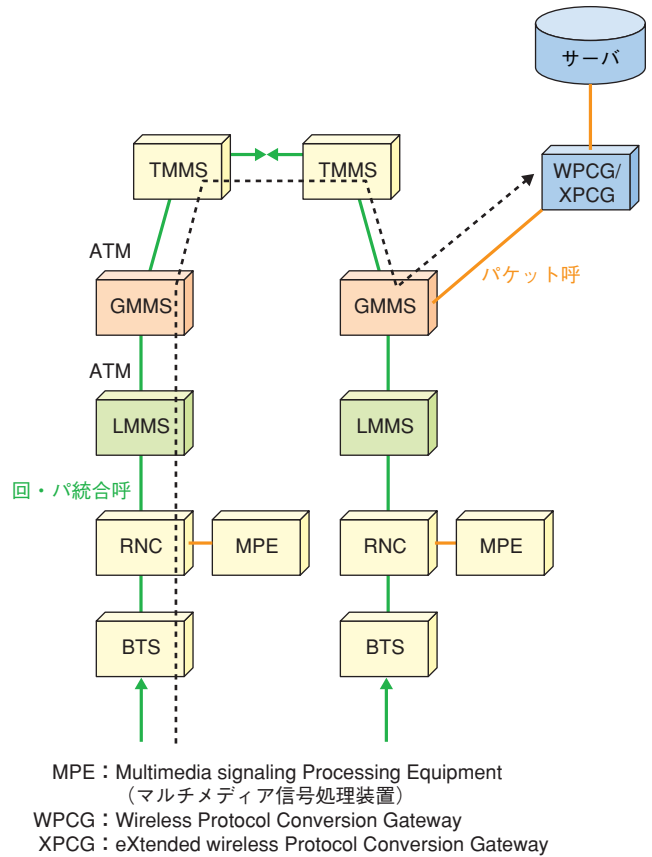 サーバ
TMMS
TMMS
WPCG/
XPCG
ATM
パケット呼
GMMS
GMMS
ATM
LMMS
LMMS
回・パ統合呼
RNC
MPE
RNC
MPE
BTS
BTS
MPE：Multimedia signaling Processing Equipment
（マルチメディア信号処理装置）
WPCG：Wireless Protocol Conversion Gateway
XPCG：eXtended wireless Protocol Conversion Gateway